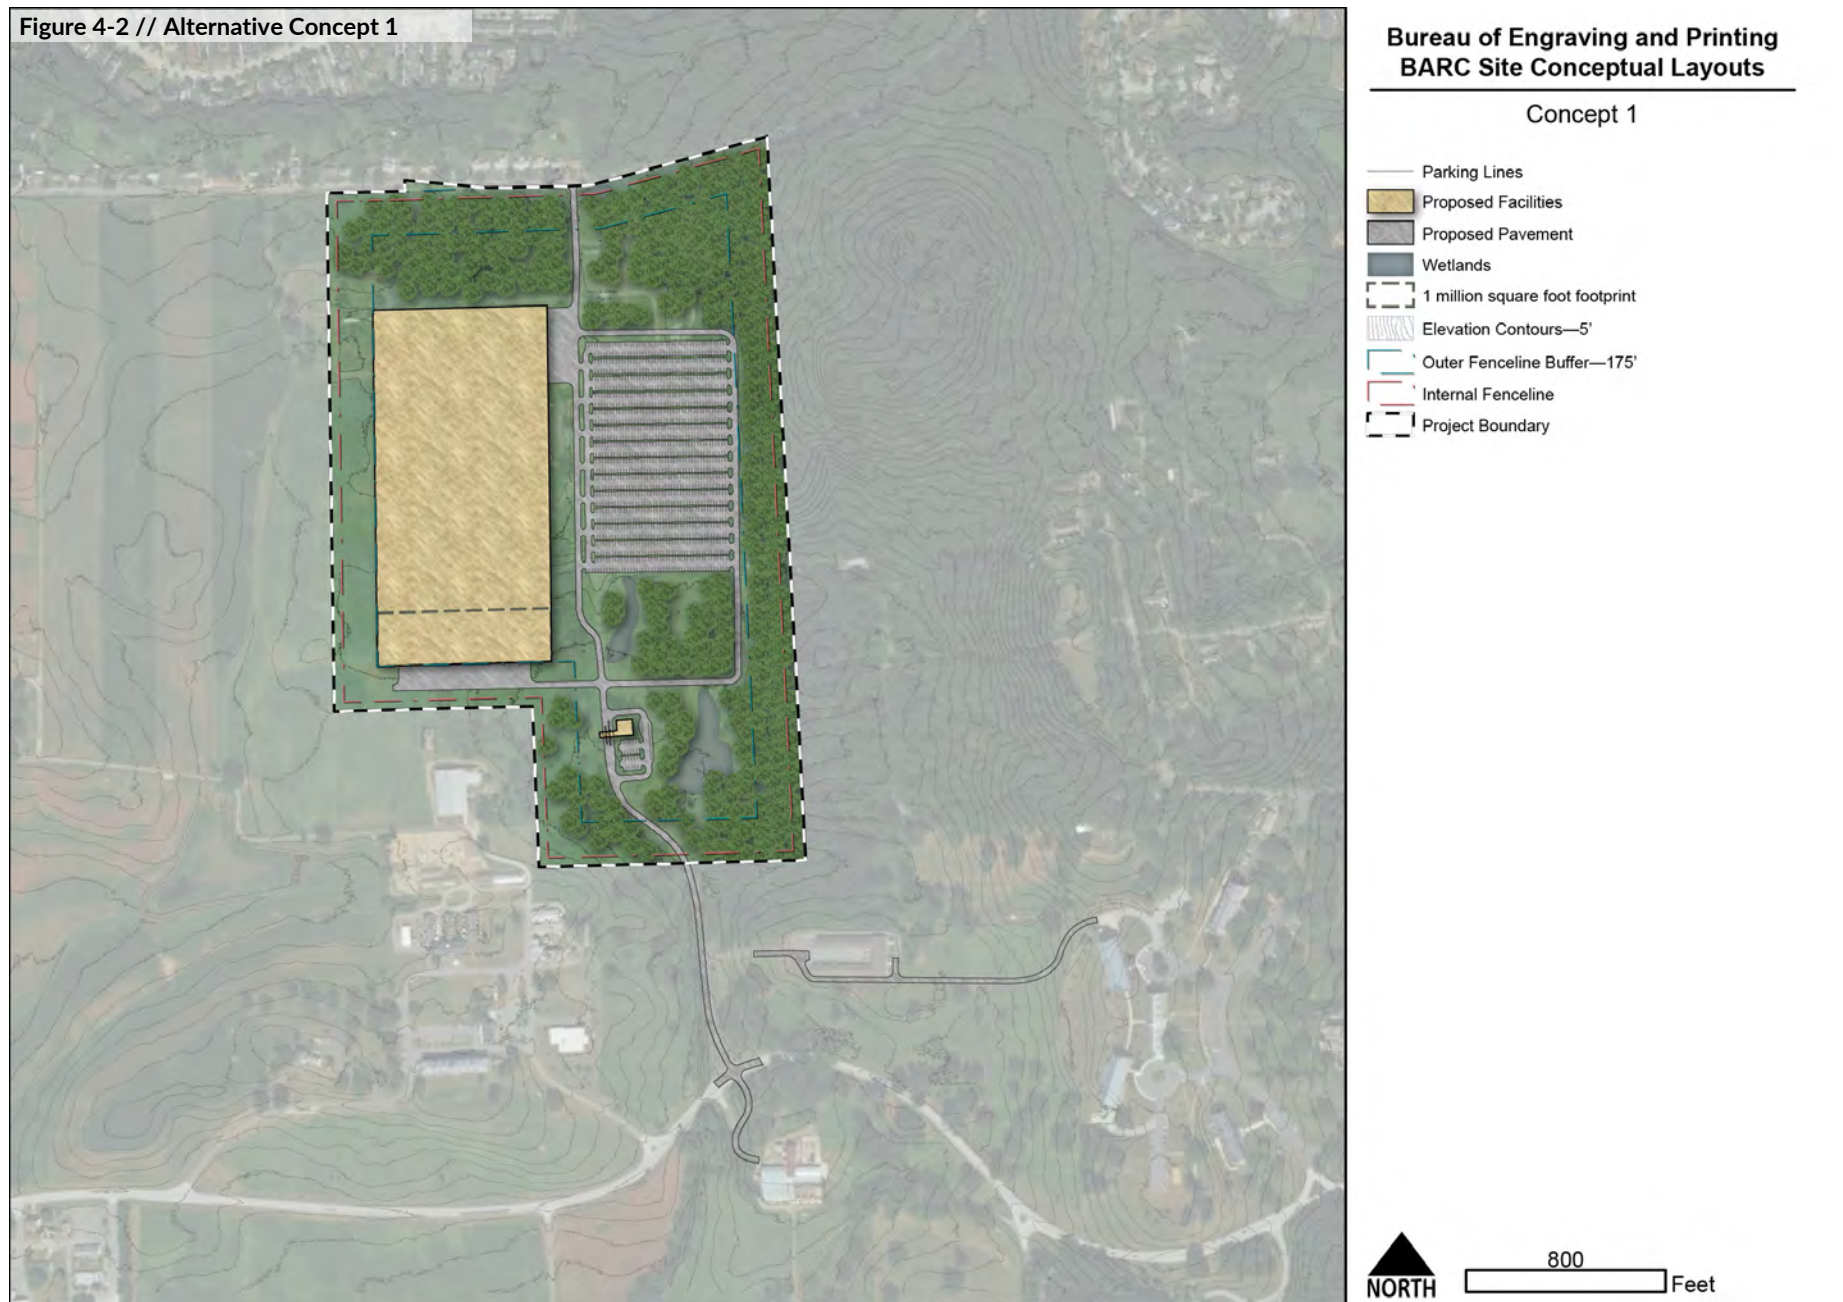 Figure 4-2 // Alternative Concept 1
Bureau of Engraving and Printing
BARC Site Conceptual Layouts
Concept 1
Parking Lines
Proposed Facilities
Proposed Pavement
Wetlands
1 million square foot footprint
Elevation Contours—5'
Outer Fenceline Buffer—175'
Internal Fenceline
Project Boundary
NORTH
800
Feet